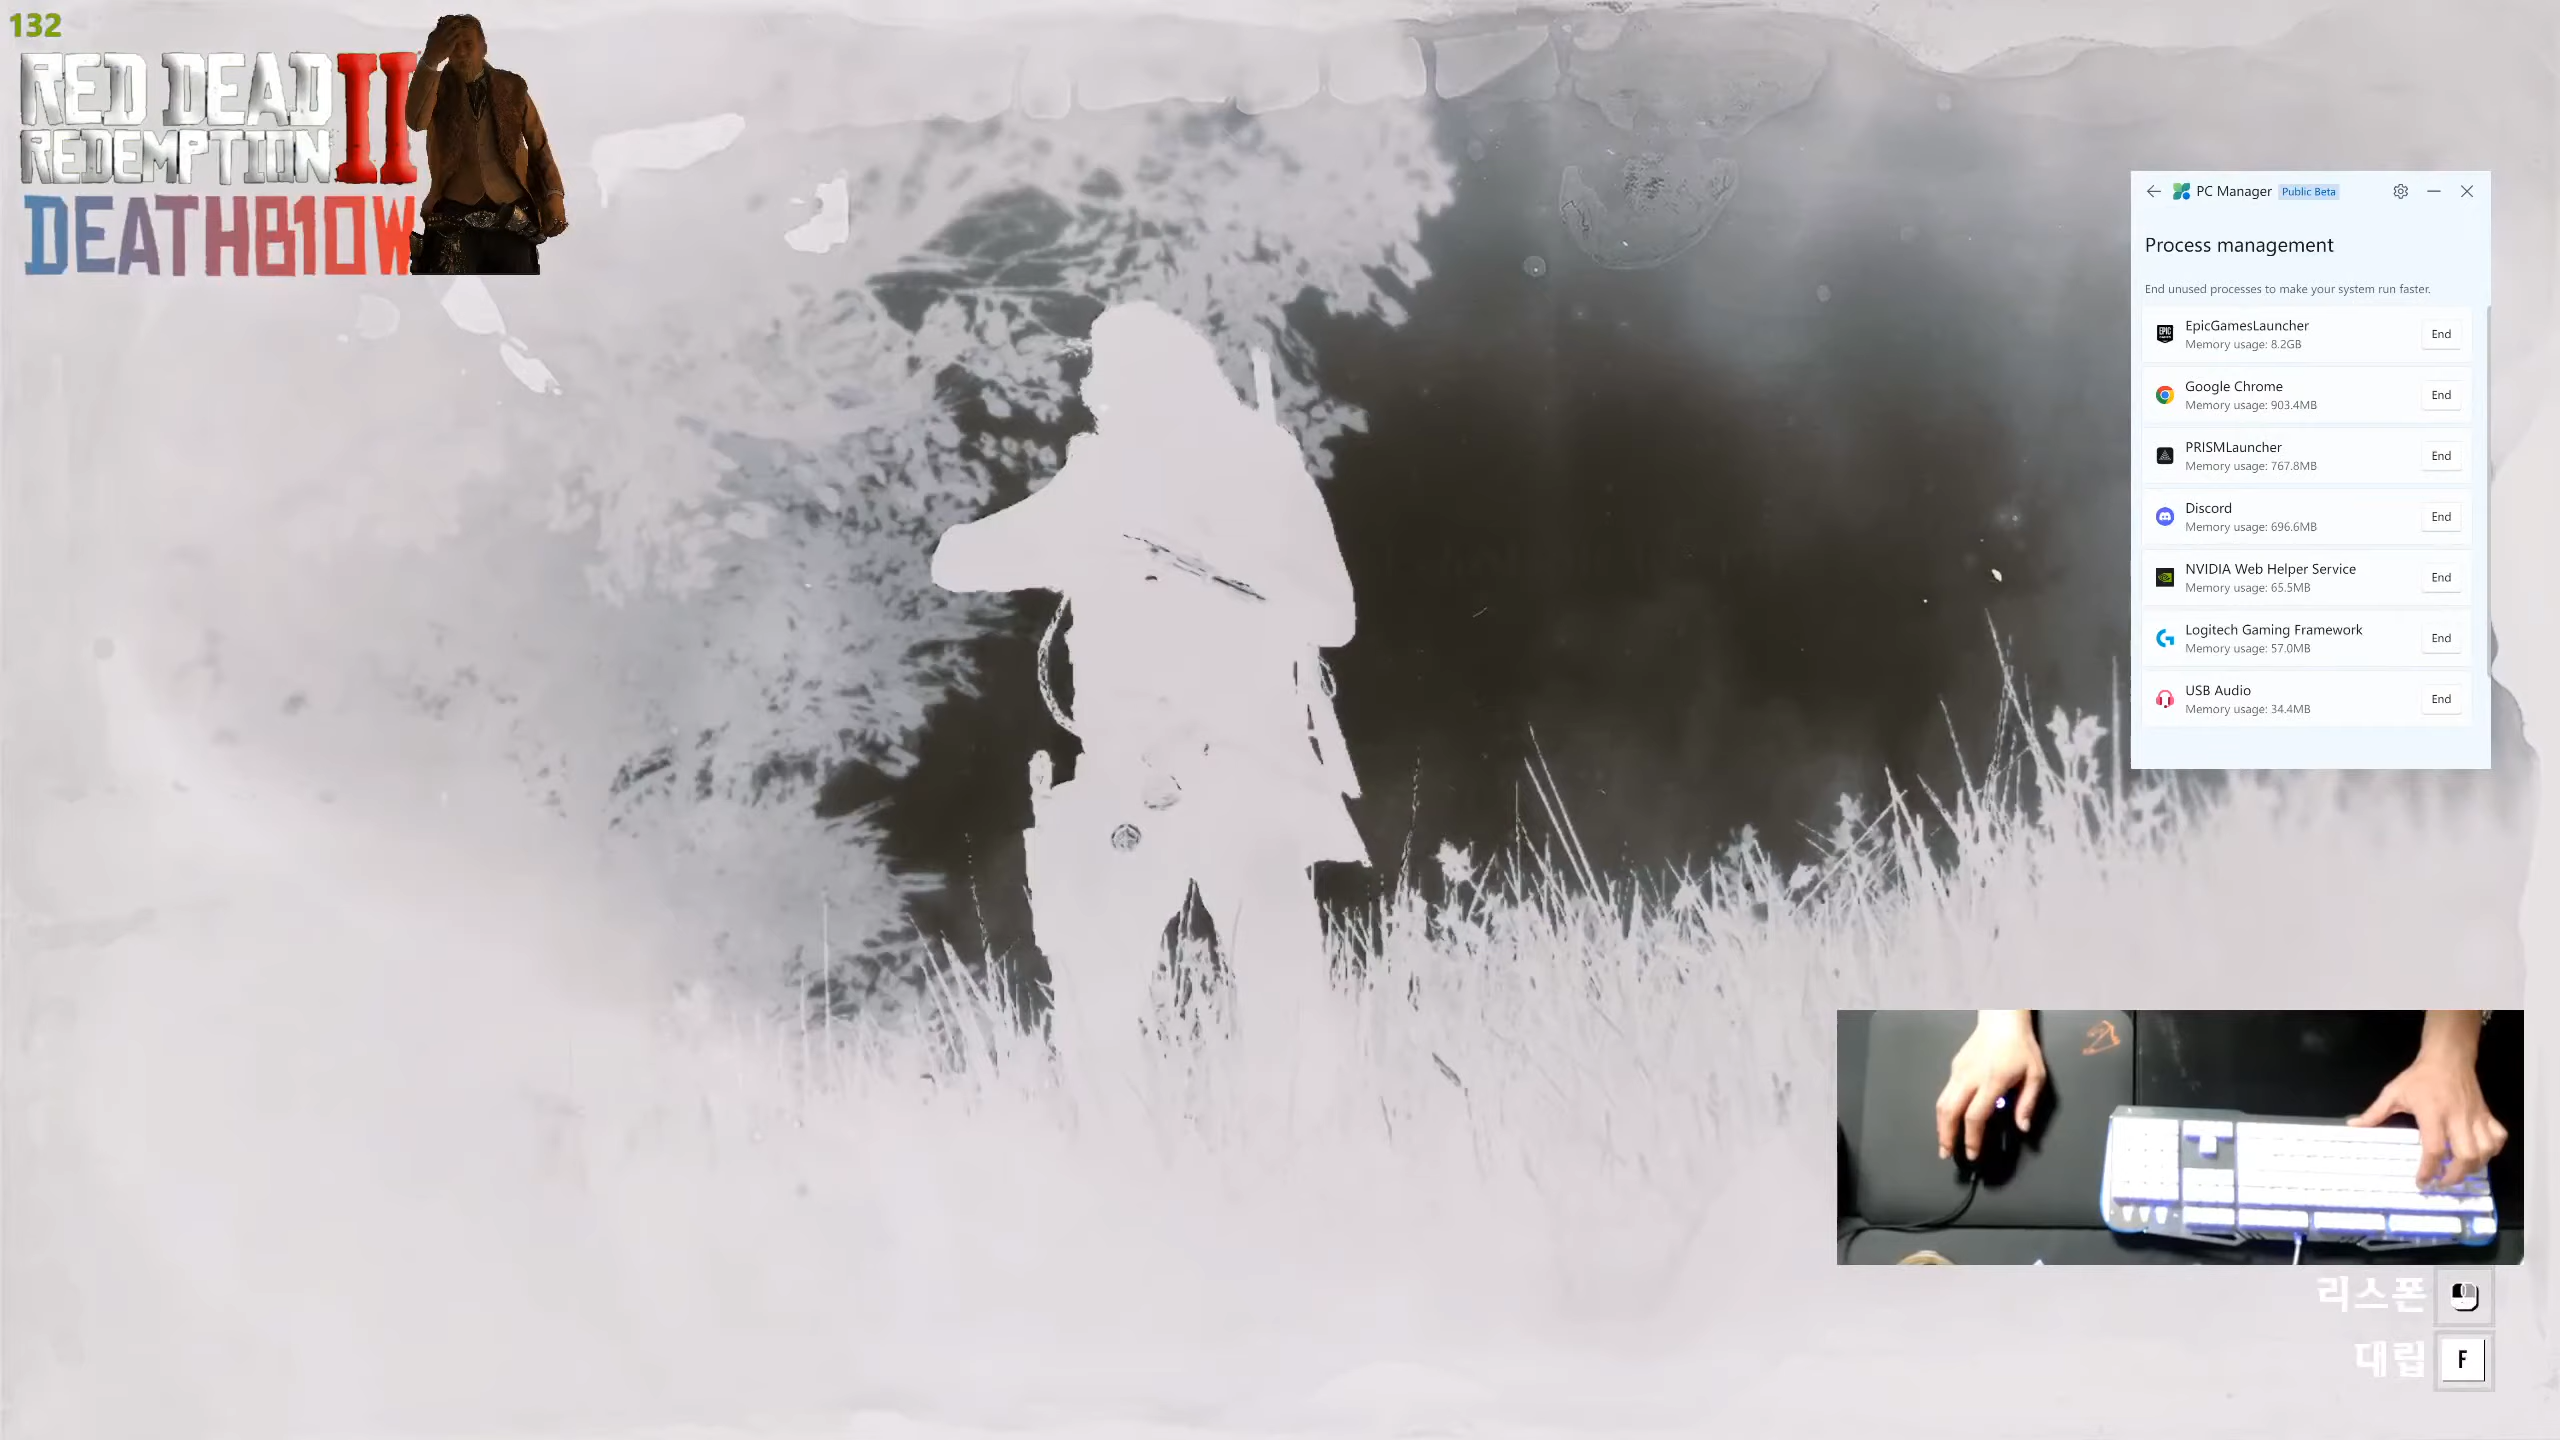 132
RED DEAD
REDEMPTION II
DEATH810W
PC Manager Public Beta
Process management
End unused processes to make your system run faster.
EpicGamesLauncher
Memory usage: 8.2GB
End
Google Chrome
Memory usage: 903.4MB
End
PRISMLauncher
Memory usage: 767.8MB
End
Discord
Memory usage: 696.6MB
End
NVIDIA Web Helper Service
Memory usage: 65.5MB
End
Logitech Gaming Framework
Memory usage: 57.0MB
End
USB Audio
Memory usage: 34.4MB
End
리스폰
대립 F